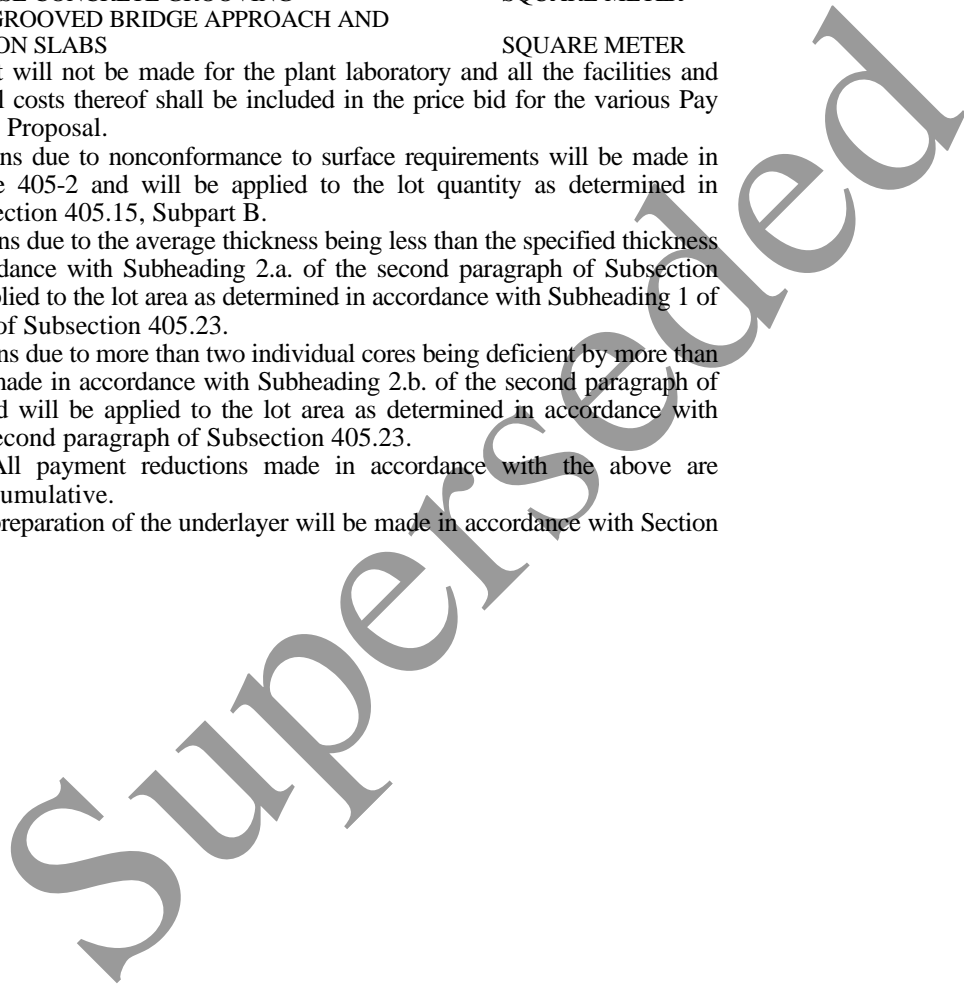 CONCRETE GROOVING SQUARE METER
GROOVED BRIDGE APPROACH AND
ON SLABS SQUARE METER
t will not be made for the plant laboratory and all the facilities and
l costs thereof shall be included in the price bid for the various Pay
Proposal.
ns due to nonconformance to surface requirements will be made in
e 405-2 and will be applied to the lot quantity as determined in
ection 405.15, Subpart B.
ns due to the average thickness being less than the specified thickness
dance with Subheading 2.a. of the second paragraph of Subsection
plied to the lot area as determined in accordance with Subheading 1 of
of Subsection 405.23.
ns due to more than two individual cores being deficient by more than
made in accordance with Subheading 2.b. of the second paragraph of
d will be applied to the lot area as determined in accordance with
econd paragraph of Subsection 405.23.
All payment reductions made in accordance with the above are
umulative.
preparation of the underlayer will be made in accordance with Section
Superseded